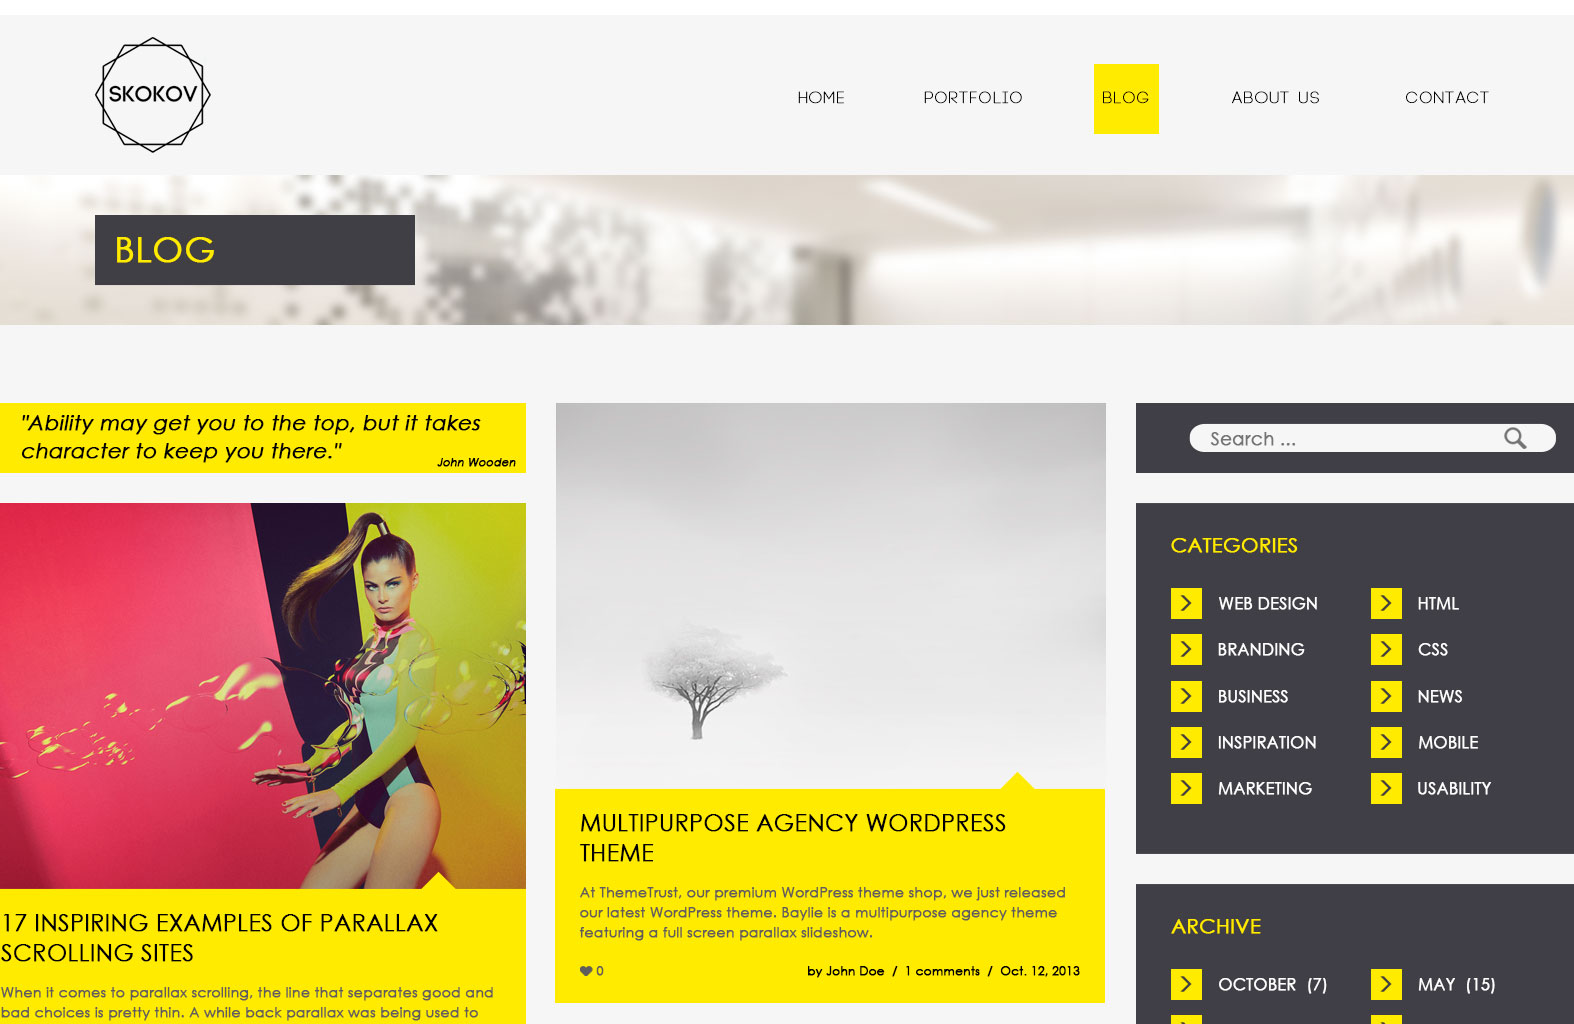 SKOKOV
HOME
PORTFOLIO
BLOG
ABOUT US
CONTACT
BLOG
"Ability may get you to the top, but it takes
character to keep you there."
John Wooden
17 INSPIRING EXAMPLES OF PARALLAX
SCROLLING SITES
When it comes to parallax scrolling, the line that separates good and
bad choices is pretty thin. A while back parallax was being used to
MULTIPURPOSE AGENCY WORDPRESS
THEME
At ThemeTrust, our premium WordPress theme shop, we just released
our latest WordPress theme. Baylie is a multipurpose agency theme
featuring a full screen parallax slideshow.
0
by John Doe / 1 comments / Oct. 12, 2013
Search ...
CATEGORIES
WEB DESIGN
HTML
BRANDING
CSS
BUSINESS
NEWS
INSPIRATION
MOBILE
MARKETING
USABILITY
ARCHIVE
OCTOBER (7)
MAY (15)